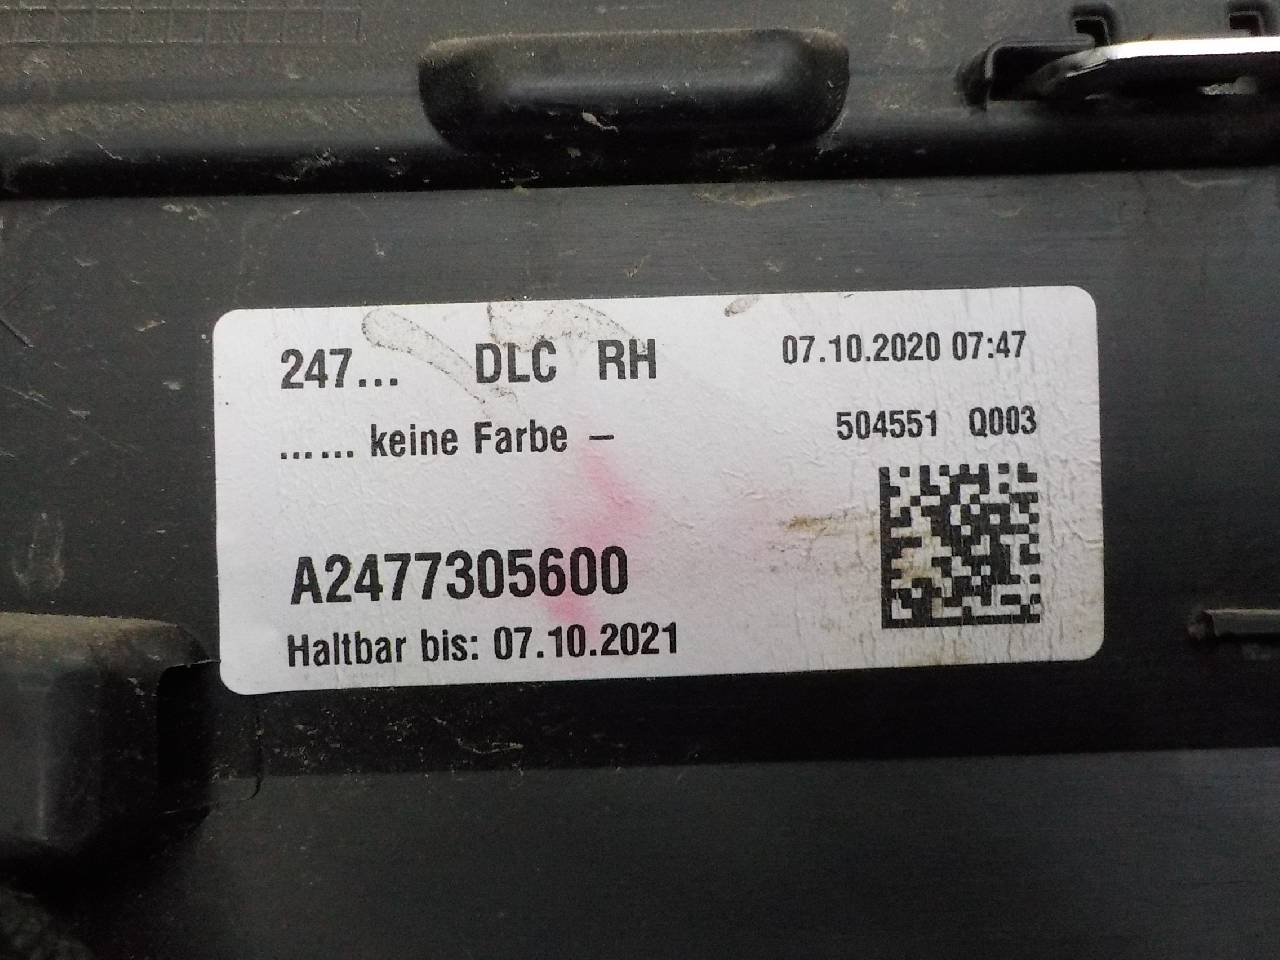 247... DLC RH 07.10.2020 07:47
...... keine Farbe – 504551 Q003
A2477305600
Haltbar bis: 07.10.2021